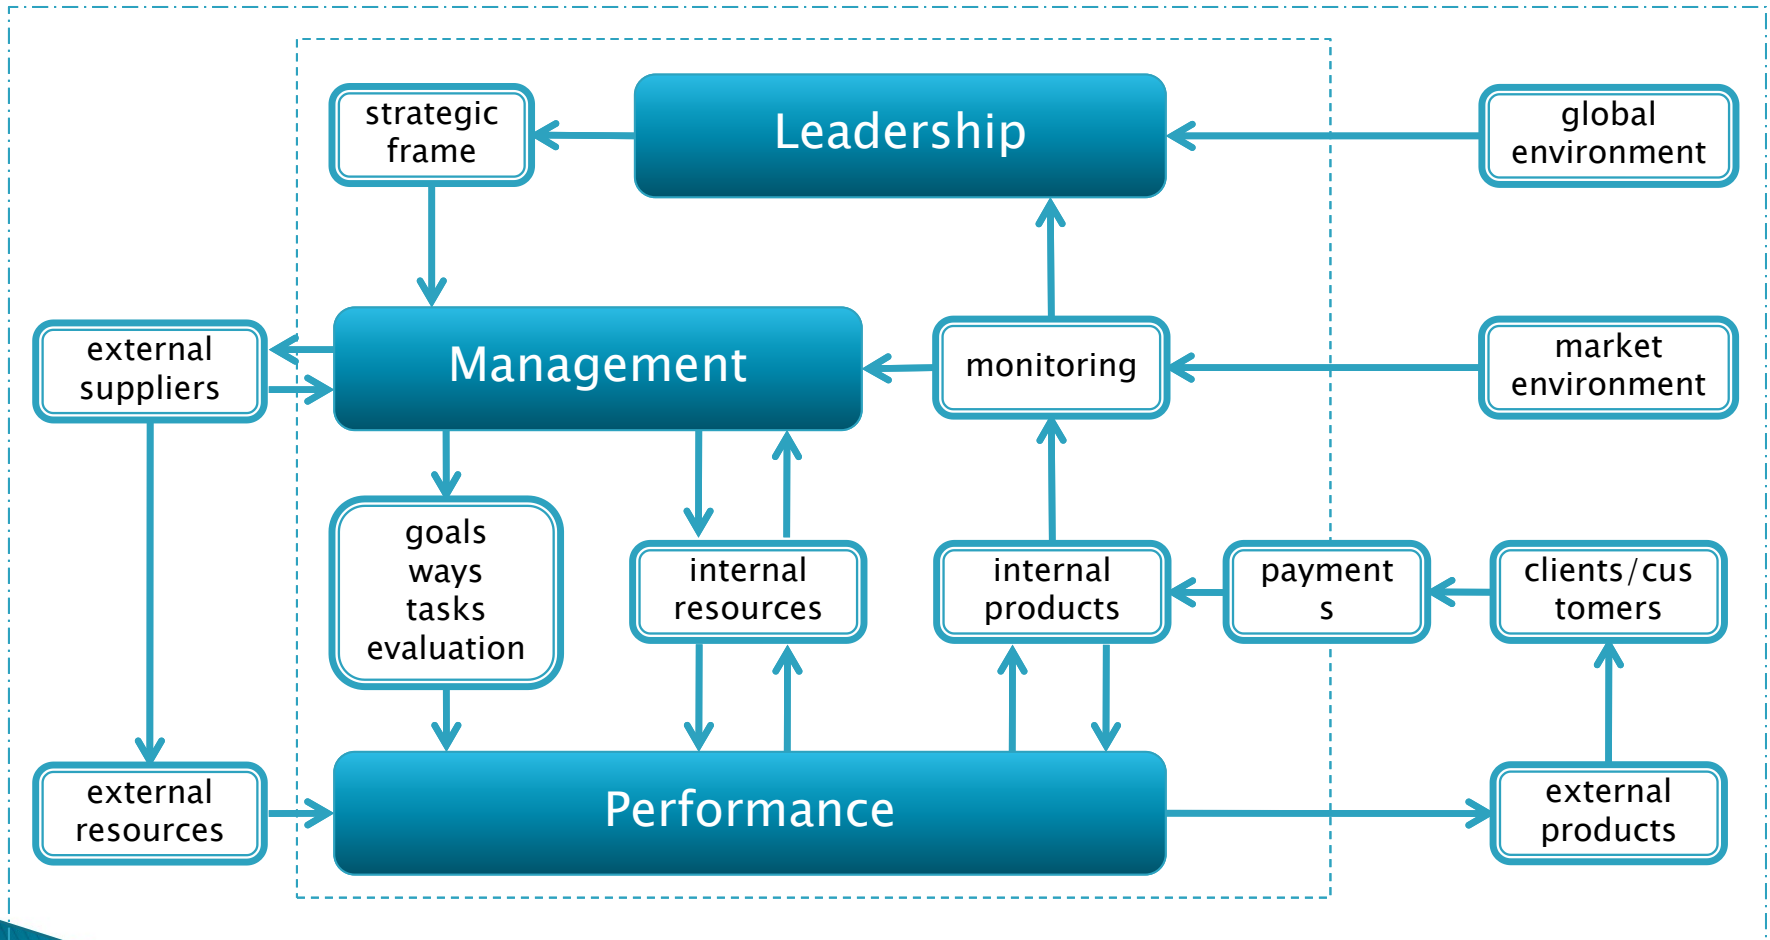 strategic
frame
Leadership
global
environment
external
suppliers
Management
monitoring
market
environment
goals
ways
tasks
evaluation
internal
resources
internal
products
payment
s
clients/cus
tomers
external
resources
Performance
external
products